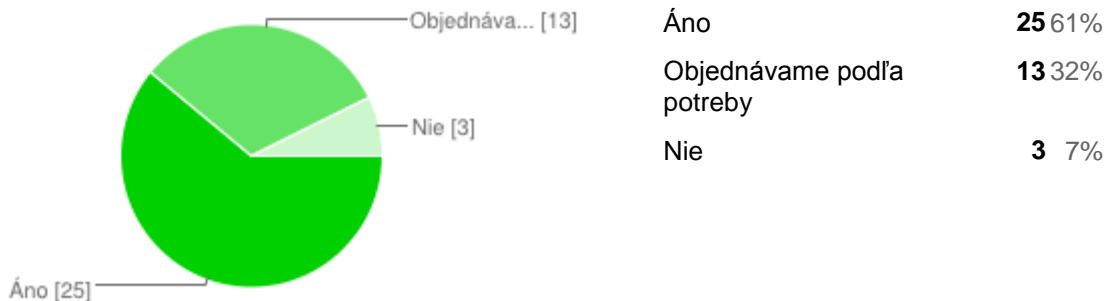 Objednáva... [13]
Nie [3]
Áno [25]
Áno 25 61%
Objednávame podľa
potreby 13 32%
Nie 3 7%